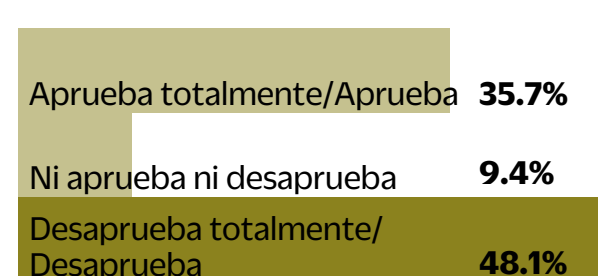 Aprueba totalmente/Aprueba 35.7%
Ni aprueba ni desaprueba 9.4%
Desaprueba totalmente/
Desaprueba 48.1%